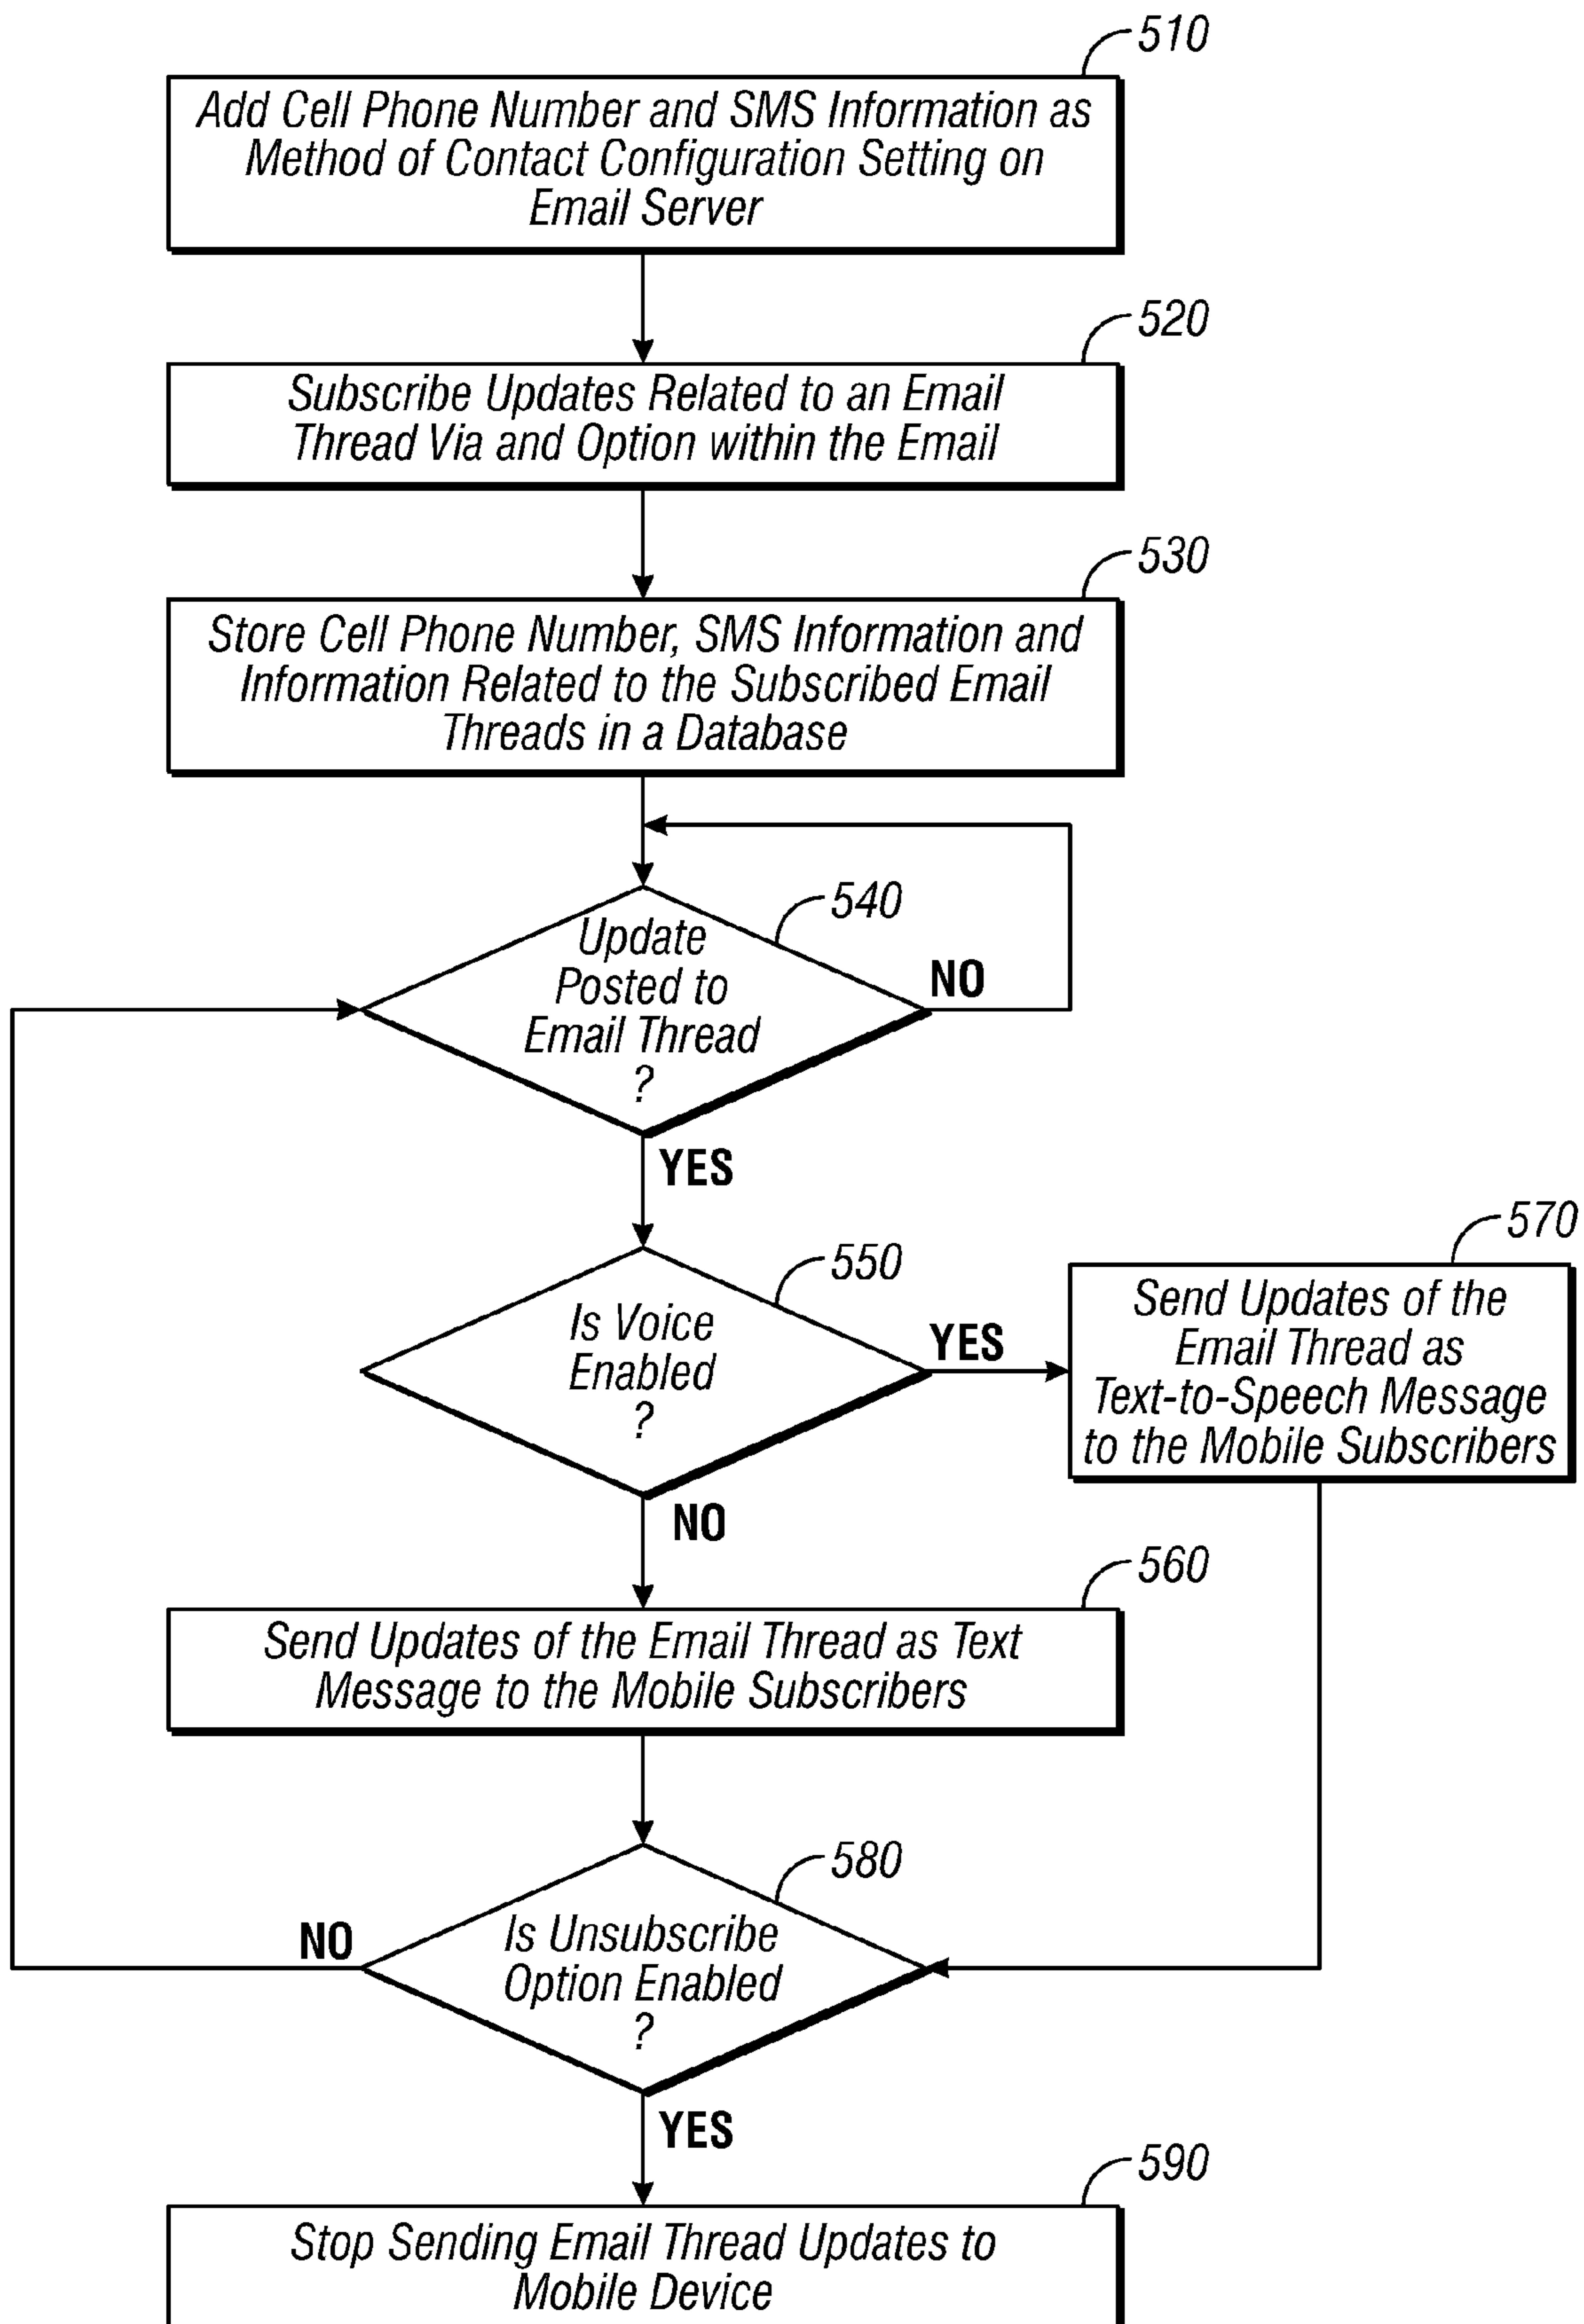 510
Add Cell Phone Number and SMS Information as
Method of Contact Configuration Setting on
Email Server
520
Subscribe Updates Related to an Email
Thread Via and Option within the Email
530
Store Cell Phone Number, SMS Information and
Information Related to the Subscribed Email
Threads in a Database
540
Update
Posted to
Email Thread
?
NO
YES
550
Is Voice
Enabled
?
YES
570
Send Updates of the
Email Thread as
Text-to-Speech Message
to the Mobile Subscribers
NO
560
Send Updates of the Email Thread as Text
Message to the Mobile Subscribers
580
Is Unsubscribe
Option Enabled
?
NO
YES
590
Stop Sending Email Thread Updates to
Mobile Device